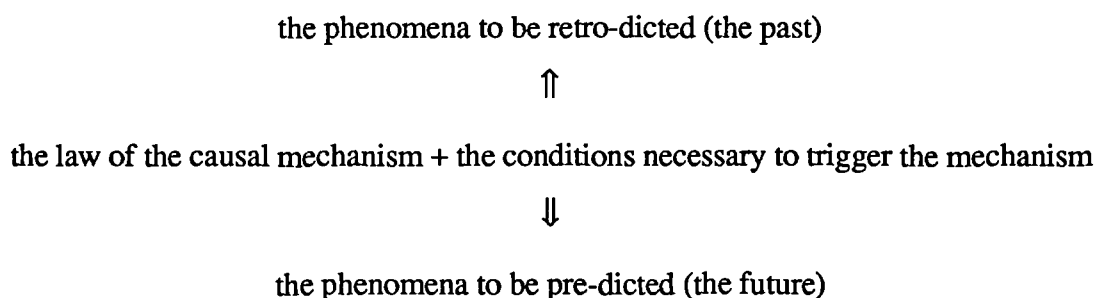 the phenomena to be retro-dicted (the past)
⇑
the law of the causal mechanism + the conditions necessary to trigger the mechanism
⇓
the phenomena to be pre-dicted (the future)